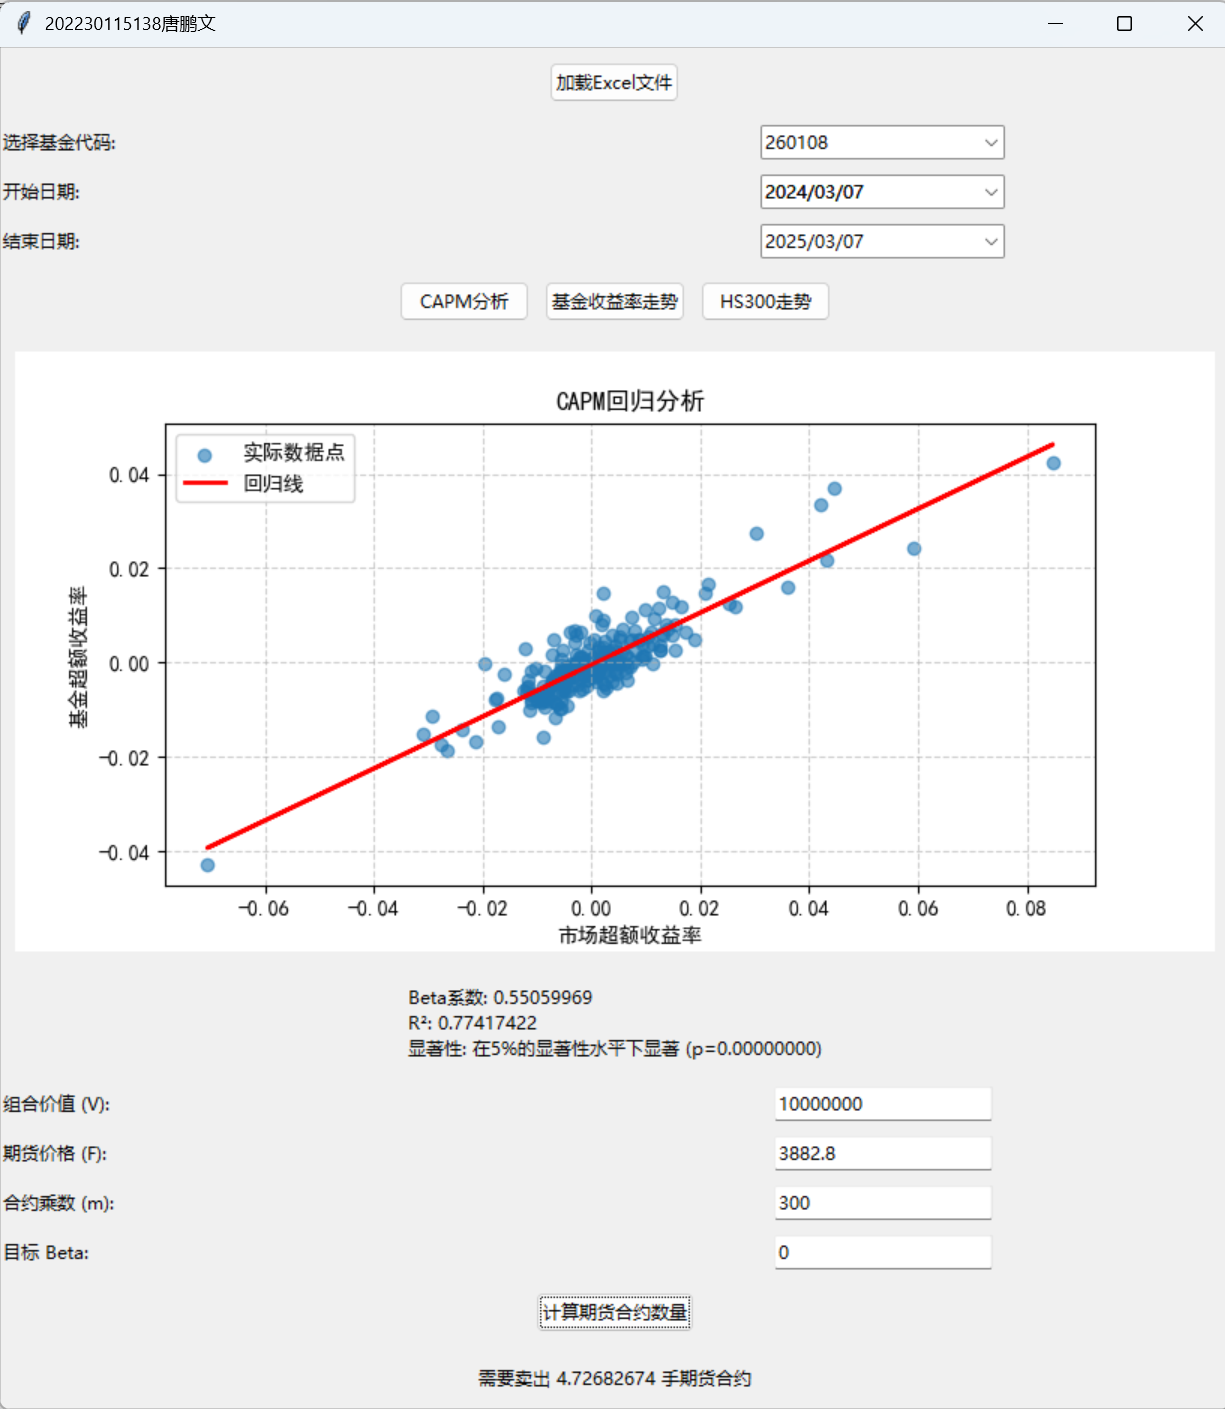 202230115138唐鹏文
加载Excel文件
选择基金代码: 260108
开始日期: 2024/03/07
结束日期: 2025/03/07
CAPM分析 基金收益率走势 HS300走势
CAPM回归分析
实际数据点
回归线
基金超额收益率
0.04
0.02
0.00
-0.02
-0.04
-0.06 -0.04 -0.02 0.00 0.02 0.04 0.06 0.08
市场超额收益率
Beta系数: 0.55059969
R²: 0.77417422
显著性: 在5%的显著性水平下显著 (p=0.00000000)
组合价值 (V): 10000000
期货价格 (F): 3882.8
合约乘数 (m): 300
目标 Beta: 0
计算期货合约数量
需要卖出 4.72682674 手期货合约